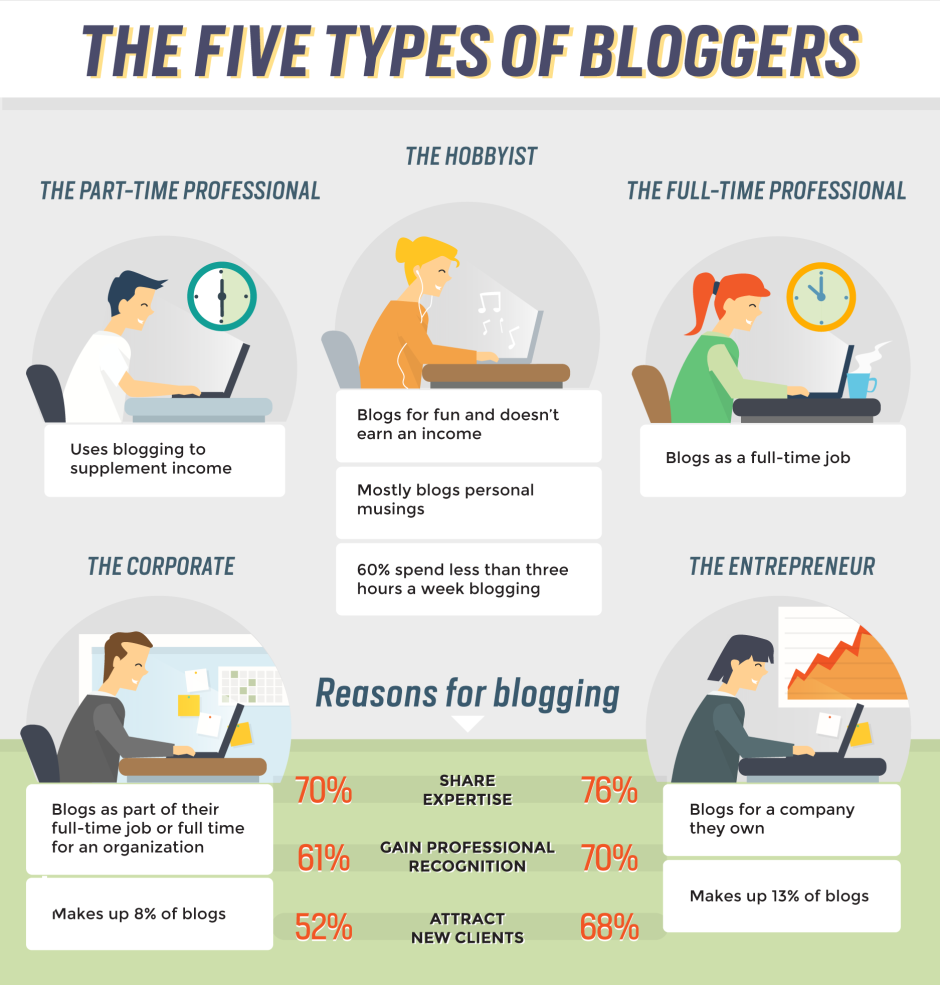 THE FIVE TYPES OF BLOGGERS
THE HOBBYIST
THE PART-TIME PROFESSIONAL
THE FULL-TIME PROFESSIONAL
Uses blogging to
supplement income
Blogs for fun and doesn't
earn an income
Mostly blogs personal
musings
60% spend less than three
hours a week blogging
Blogs as a full-time job
THE CORPORATE
THE ENTREPRENEUR
Reasons for blogging
Blogs as part of their
full-time job or full time
for an organization
Makes up 8% of blogs
70% SHARE EXPERTISE 76%
61% GAIN PROFESSIONAL RECOGNITION 70%
52% ATTRACT NEW CLIENTS 68%
Blogs for a company
they own
Makes up 13% of blogs